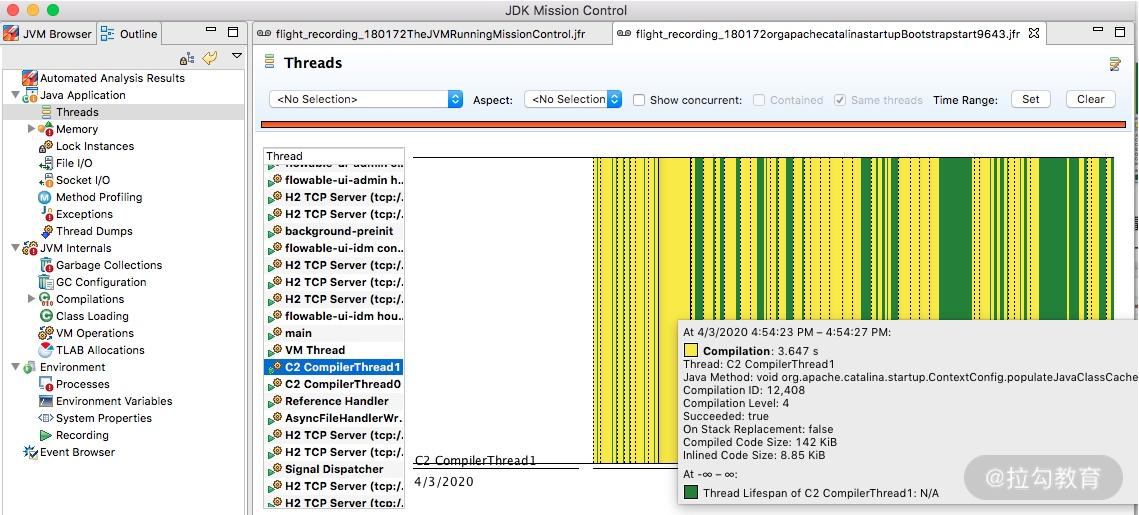 JDK Mission Control
JVM Browser
Outline
flight_recording_180172TheJVMRunningMissionControl.jfr
flight_recording_180172orgapachecatalinastartupBootstrapstart9643.jfr
Automated Analysis Results
Java Application
Threads
Memory
Lock Instances
File I/O
Socket I/O
Method Profiling
Exceptions
Thread Dumps
JVM Internals
Garbage Collections
GC Configuration
Compilations
Class Loading
VM Operations
TLAB Allocations
Environment
Processes
Environment Variables
System Properties
Recording
Event Browser
Threads
<No Selection>
Aspect:
<No Selection
Show concurrent:
Contained
Same threads
Time Range:
Set
Clear
Thread
flowable-ui-admin h...
H2 TCP Server (tcp:/.
H2 TCP Server (tcp:/.
background-preinit
flowable-ui-idm con...
H2 TCP Server (tcp:/.
H2 TCP Server (tcp:/.
H2 TCP Server (tcp:/.
flowable-ui-idm hou...
main
VM Thread
C2 CompilerThread1
C2 CompilerThread0
Reference Handler
AsyncFileHandlerWr.
H2 TCP Server (tcp:/.
H2 TCP Server (tcp:/.
Signal Dispatcher
H2 TCP Server (tcp:/.
H2 TCP Server (tcp:/.
C2 CompilerThread1
4/3/2020
At 4/3/2020 4:54:23 PM – 4:54:27 PM:
Compilation: 3.647 s
Thread: C2 CompilerThread1
Java Method: void org.apache.catalina.startup.ContextConfig.populateJavaClassCache
Compilation ID: 12,408
Compilation Level: 4
Succeeded: true
On Stack Replacement: false
Compiled Code Size: 142 KiB
Inlined Code Size: 8.85 KiB
At -∞ – ∞:
Thread Lifespan of C2 CompilerThread1: N/A
@拉勾教育